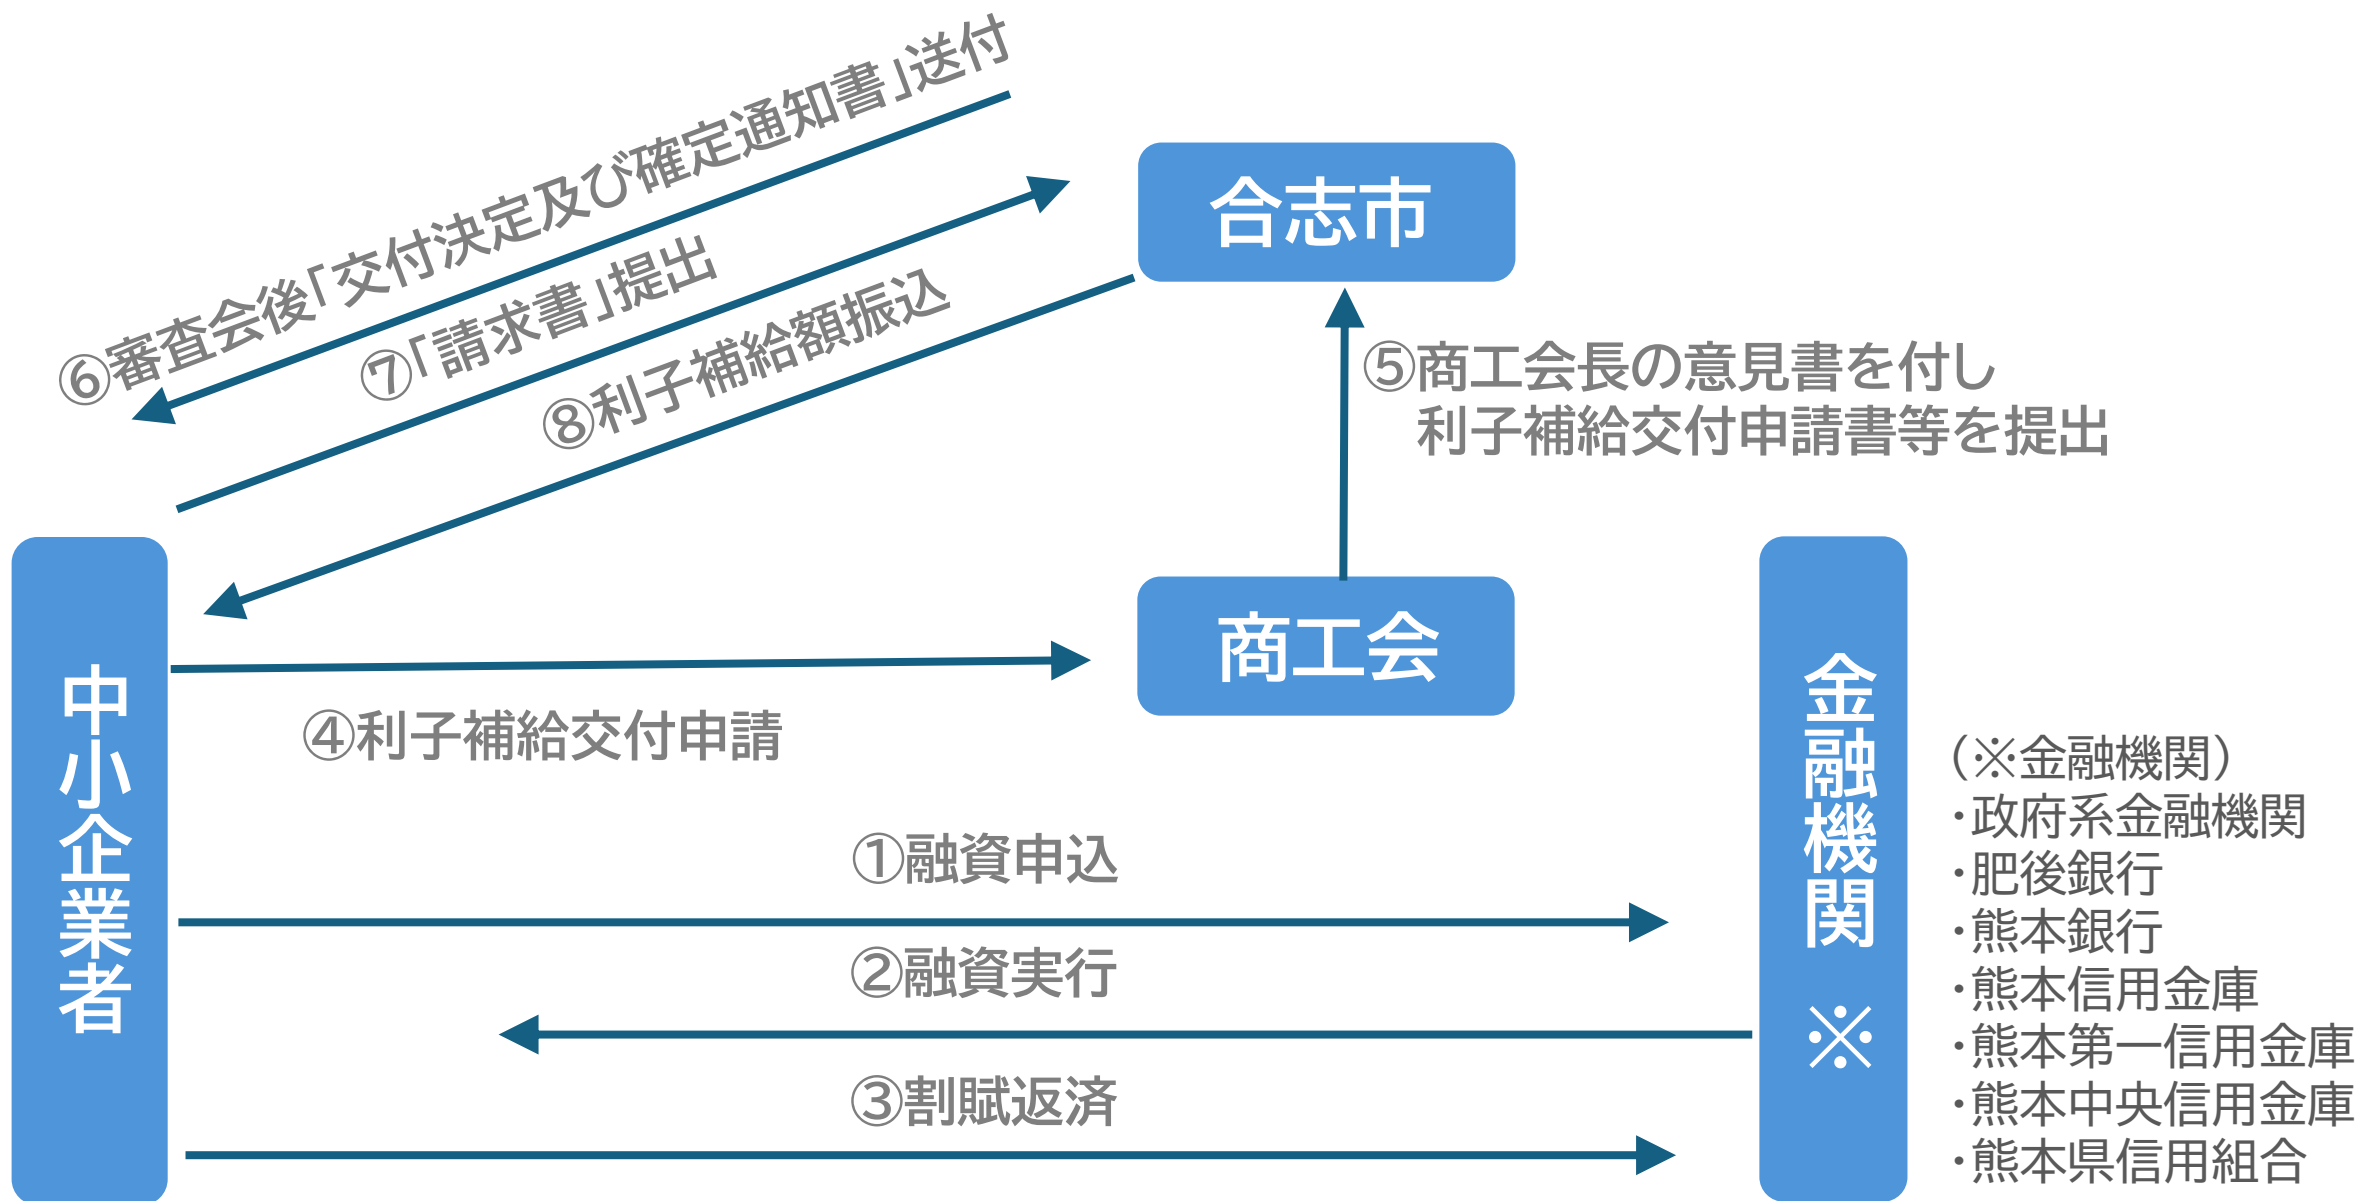 ⑥審査会後「交付決定及び確定通知書」送付
合志市
⑦「請求書」提出
⑧利子補給額振込
⑤商工会長の意見書を付し
利子補給交付申請書等を提出
中小企業者
商工会
金融機関 ※
④利子補給交付申請
①融資申込
②融資実行
③割賦返済
（※金融機関）
・政府系金融機関
・肥後銀行
・熊本銀行
・熊本信用金庫
・熊本第一信用金庫
・熊本中央信用金庫
・熊本県信用組合